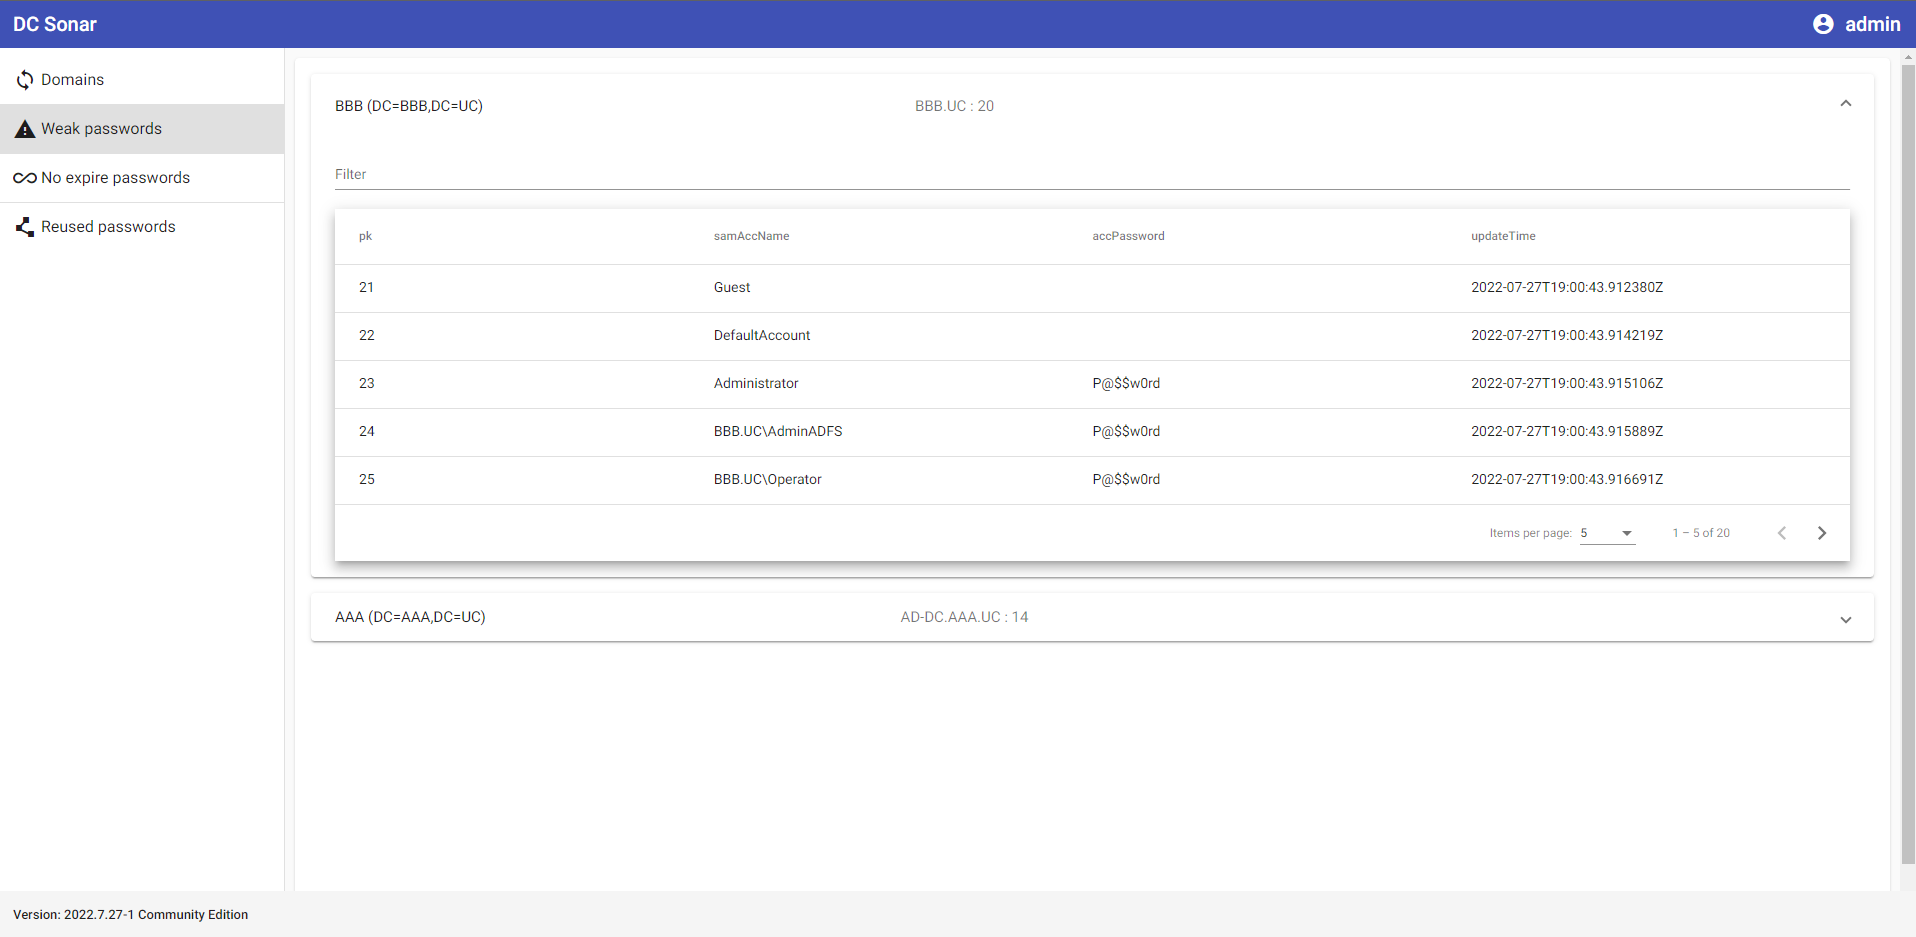 DC Sonar
admin
Domains
Weak passwords
No expire passwords
Reused passwords
BBB (DC=BBB,DC=UC) BBB.UC : 20
Filter
pk samAccName accPassword updateTime
21 Guest 2022-07-27T19:00:43.912380Z
22 DefaultAccount 2022-07-27T19:00:43.914219Z
23 Administrator P@$$w0rd 2022-07-27T19:00:43.915106Z
24 BBB.UC\AdminADFS P@$$w0rd 2022-07-27T19:00:43.915889Z
25 BBB.UC\Operator P@$$w0rd 2022-07-27T19:00:43.916691Z
Items per page: 5 1 – 5 of 20
AAA (DC=AAA,DC=UC) AD-DC.AAA.UC : 14
Version: 2022.7.27-1 Community Edition